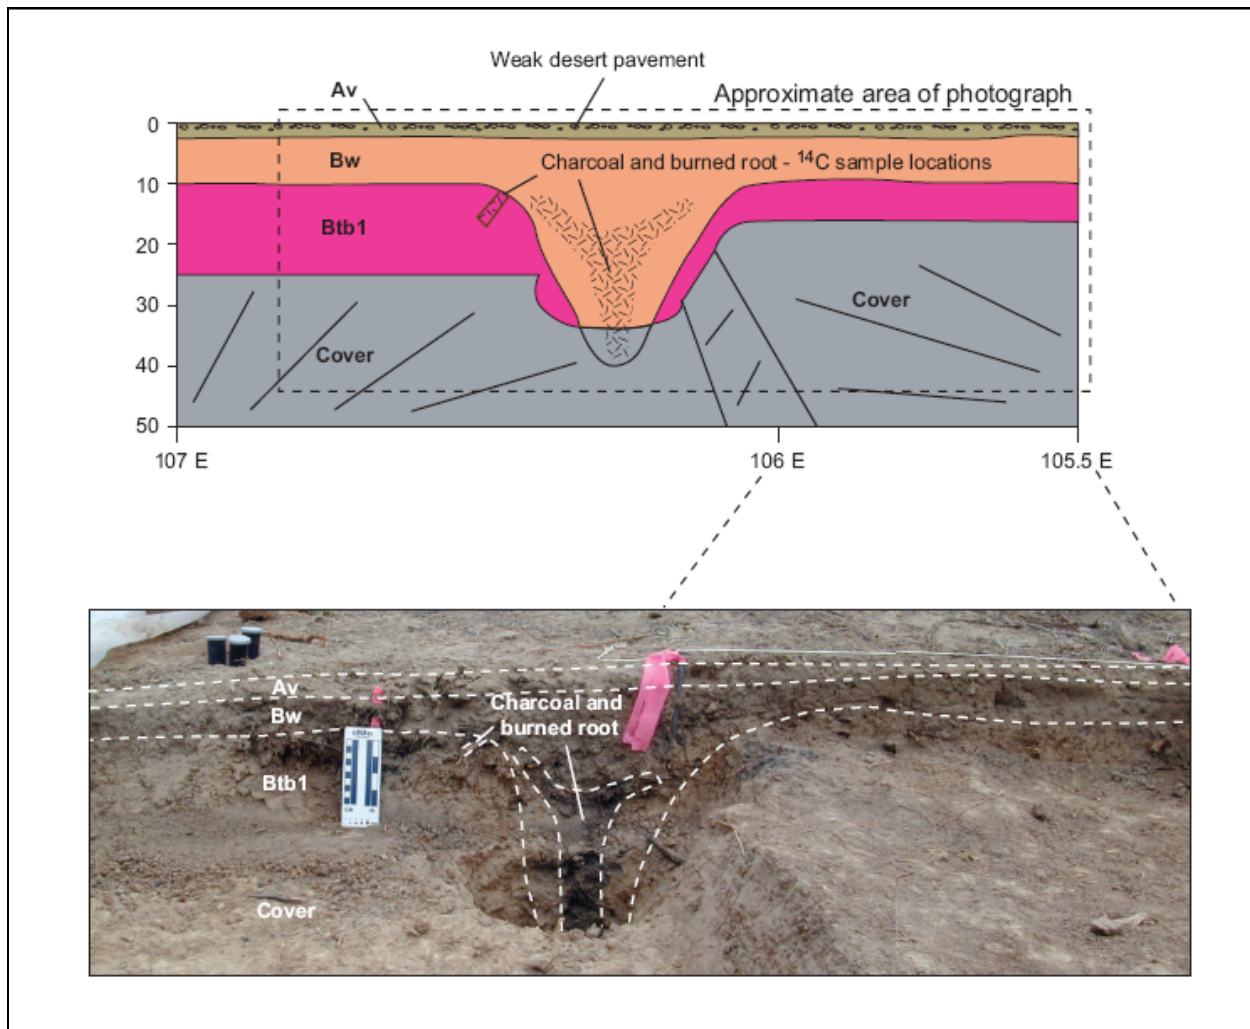 Weak desert pavement
Av
Approximate area of photograph
0
Bw
Charcoal and burned root - ¹⁴C sample locations
10
Btb1
20
30
Cover
Cover
40
50
107 E
106 E
105.5 E
Av
Bw
Charcoal and
burned root
Btb1
Cover